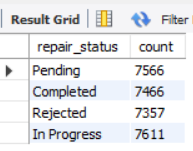 Result Grid Filter
repair_status count
Pending 7566
Completed 7466
Rejected 7357
In Progress 7611